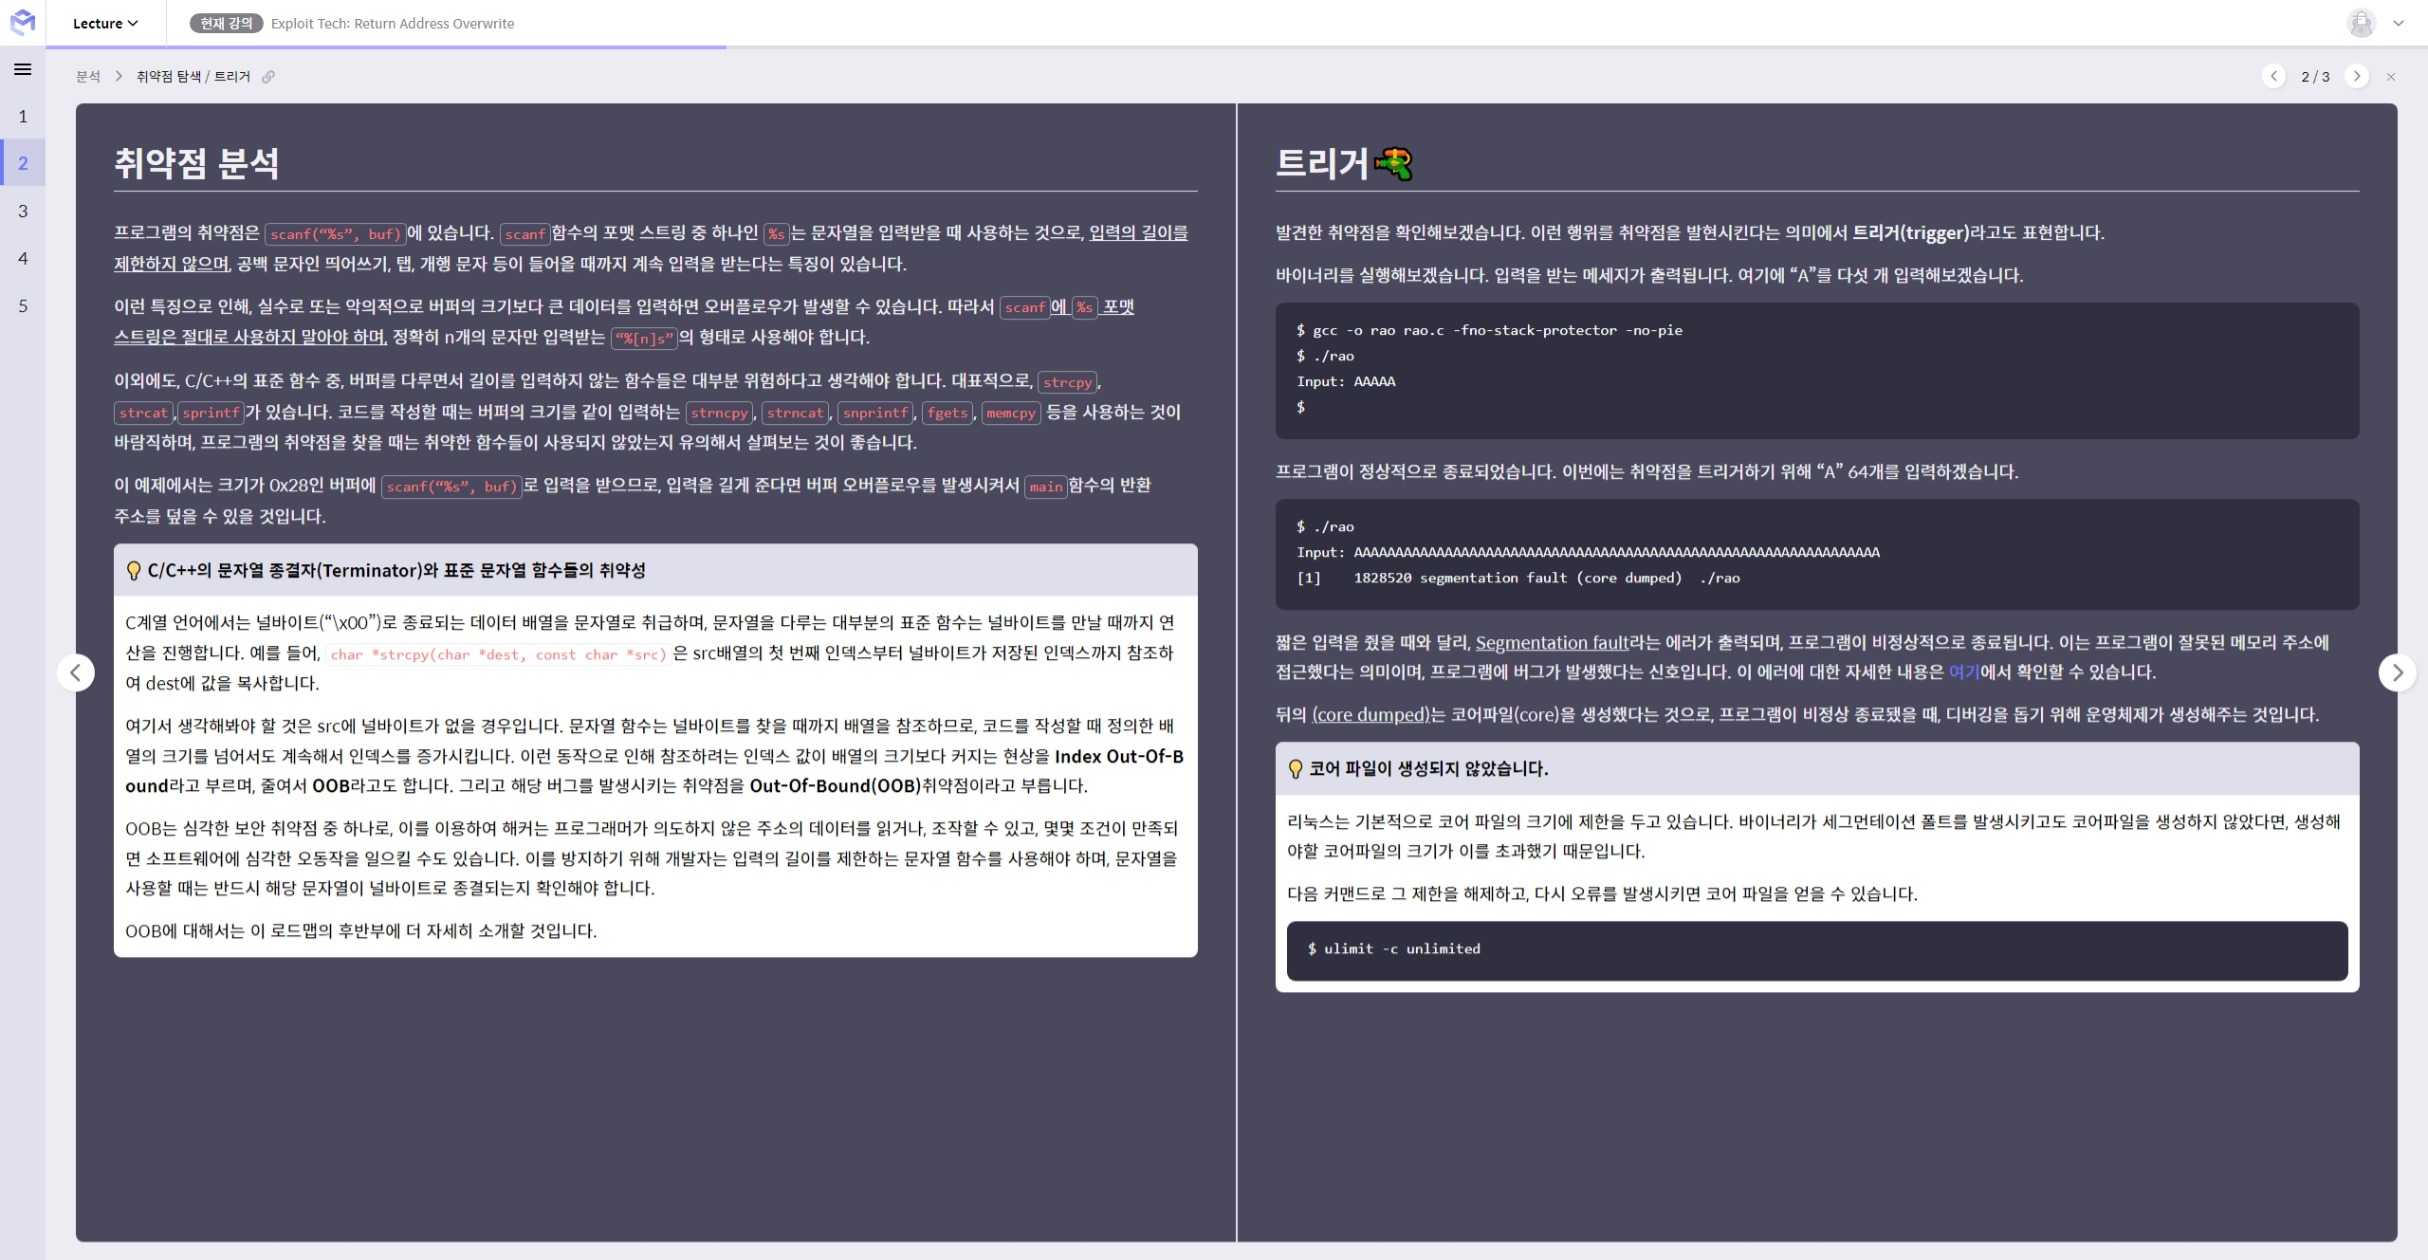 Lecture
현재 강의 Exploit Tech: Return Address Overwrite
분석 > 취약점 탐색 / 트리거
2 / 3
1
2
3
4
5
취약점 분석
프로그램의 취약점은 scanf(“%s”, buf)에 있습니다. scanf함수의 포맷 스트링 중 하나인 %s는 문자열을 입력받을 때 사용하는 것으로, 입력의 길이를
제한하지 않으며, 공백 문자인 띄어쓰기, 탭, 개행 문자 등이 들어올 때까지 계속 입력을 받는다는 특징이 있습니다.
이런 특징으로 인해, 실수로 또는 악의적으로 버퍼의 크기보다 큰 데이터를 입력하면 오버플로우가 발생할 수 있습니다. 따라서 scanf에 %s 포맷
스트링은 절대로 사용하지 말아야 하며, 정확히 n개의 문자만 입력받는 “%[n]s”의 형태로 사용해야 합니다.
이외에도, C/C++의 표준 함수 중, 버퍼를 다루면서 길이를 입력하지 않는 함수들은 대부분 위험하다고 생각해야 합니다. 대표적으로, strcpy,
strcat, sprintf가 있습니다. 코드를 작성할 때는 버퍼의 크기를 같이 입력하는 strncpy, strncat, snprintf, fgets, memcpy 등을 사용하는 것이
바람직하며, 프로그램의 취약점을 찾을 때는 취약한 함수들이 사용되지 않았는지 유의해서 살펴보는 것이 좋습니다.
이 예제에서는 크기가 0x28인 버퍼에 scanf(“%s”, buf)로 입력을 받으므로, 입력을 길게 준다면 버퍼 오버플로우를 발생시켜서 main함수의 반환
주소를 덮을 수 있을 것입니다.
💡 C/C++의 문자열 종결자(Terminator)와 표준 문자열 함수들의 취약성
C계열 언어에서는 널바이트(“\x00”)로 종료되는 데이터 배열을 문자열로 취급하며, 문자열을 다루는 대부분의 표준 함수는 널바이트를 만날 때까지 연
산을 진행합니다. 예를 들어, char *strcpy(char *dest, const char *src) 은 src배열의 첫 번째 인덱스부터 널바이트가 저장된 인덱스까지 참조하
여 dest에 값을 복사합니다.
여기서 생각해봐야 할 것은 src에 널바이트가 없을 경우입니다. 문자열 함수는 널바이트를 찾을 때까지 배열을 참조하므로, 코드를 작성할 때 정의한 배
열의 크기를 넘어서도 계속해서 인덱스를 증가시킵니다. 이런 동작으로 인해 참조하려는 인덱스 값이 배열의 크기보다 커지는 현상을 Index Out-Of-B
ound라고 부르며, 줄여서 OOB라고도 합니다. 그리고 해당 버그를 발생시키는 취약점을 Out-Of-Bound(OOB)취약점이라고 부릅니다.
OOB는 심각한 보안 취약점 중 하나로, 이를 이용하여 해커는 프로그래머가 의도하지 않은 주소의 데이터를 읽거나, 조작할 수 있고, 몇몇 조건이 만족되
면 소프트웨어에 심각한 오동작을 일으킬 수도 있습니다. 이를 방지하기 위해 개발자는 입력의 길이를 제한하는 문자열 함수를 사용해야 하며, 문자열을
사용할 때는 반드시 해당 문자열이 널바이트로 종결되는지 확인해야 합니다.
OOB에 대해서는 이 로드맵의 후반부에 더 자세히 소개할 것입니다.
트리거🔫
발견한 취약점을 확인해보겠습니다. 이런 행위를 취약점을 발현시킨다는 의미에서 트리거(trigger)라고도 표현합니다.
바이너리를 실행해보겠습니다. 입력을 받는 메세지가 출력됩니다. 여기에 “A”를 다섯 개 입력해보겠습니다.
$ gcc -o rao rao.c -fno-stack-protector -no-pie
$ ./rao
Input: AAAAA
$
프로그램이 정상적으로 종료되었습니다. 이번에는 취약점을 트리거하기 위해 “A” 64개를 입력하겠습니다.
$ ./rao
Input: AAAAAAAAAAAAAAAAAAAAAAAAAAAAAAAAAAAAAAAAAAAAAAAAAAAAAAAAAAAAAAAA
[1]    1828520 segmentation fault (core dumped)  ./rao
짧은 입력을 줬을 때와 달리, Segmentation fault라는 에러가 출력되며, 프로그램이 비정상적으로 종료됩니다. 이는 프로그램이 잘못된 메모리 주소에
접근했다는 의미이며, 프로그램에 버그가 발생했다는 신호입니다. 이 에러에 대한 자세한 내용은 여기에서 확인할 수 있습니다.
뒤의 (core dumped)는 코어파일(core)을 생성했다는 것으로, 프로그램이 비정상 종료됐을 때, 디버깅을 돕기 위해 운영체제가 생성해주는 것입니다.
💡 코어 파일이 생성되지 않았습니다.
리눅스는 기본적으로 코어 파일의 크기에 제한을 두고 있습니다. 바이너리가 세그먼테이션 폴트를 발생시키고도 코어파일을 생성하지 않았다면, 생성해
야할 코어파일의 크기가 이를 초과했기 때문입니다.
다음 커맨드로 그 제한을 해제하고, 다시 오류를 발생시키면 코어 파일을 얻을 수 있습니다.
$ ulimit -c unlimited